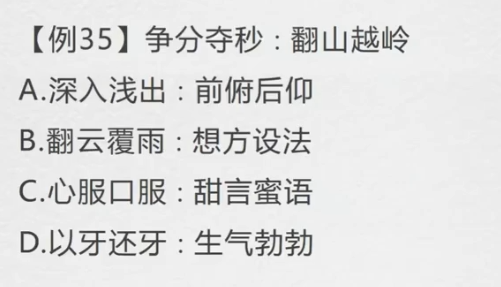 【例35】争分夺秒：翻山越岭
A.深入浅出：前俯后仰
B.翻云覆雨：想方设法
C.心服口服：甜言蜜语
D.以牙还牙：生气勃勃